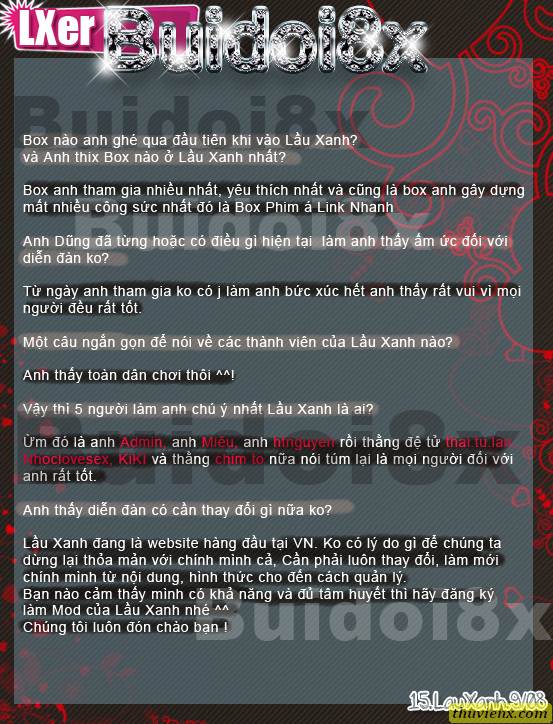 LXer Buidoi8x
Buidoi8x
Box nào anh ghé qua đầu tiên khi vào Lầu Xanh?
và Anh thix Box nào ở Lầu Xanh nhất?
Box anh tham gia nhiều nhất, yêu thích nhất và cũng là box anh gây dựng
mất nhiều công sức nhất đó là Box Phim á Link Nhanh
Buidoi8x
Anh Dũng đã từng hoặc có điều gì hiện tại làm anh thấy ấm ức đối với
diễn đàn ko?
Từ ngày anh tham gia ko có j làm anh bức xúc hết anh thấy rất vui vì mọi
người đều rất tốt.
Một câu ngắn gọn để nói về các thành viên của Lầu Xanh nào?
Anh thấy toàn dân chơi thôi ^^!
Vậy thì 5 người làm anh chú ý nhất Lầu Xanh là ai?
Buidoi8x
Ừm đó là anh Admin, anh Miêu, anh htnguyen rồi thằng đệ tử thai.tu.lan,
Nhoclovesex, KiKi và thằng chim to nữa nói túm lại là mọi người đối với
anh rất tốt.
Anh thấy diễn đàn có cần thay đổi gì nữa ko?
Lầu Xanh đang là website hàng đầu tại VN. Ko có lý do gì để chúng ta
dừng lại thỏa mản với chính mình cả, Cần phải luôn thay đổi, làm mới
chính mình từ nội dung, hình thức cho đến cách quản lý.
Bạn nào cảm thấy mình có khả năng và đủ tâm huyết thì hãy đăng ký
làm Mod của Lầu Xanh nhé ^^
Chúng tôi luôn đón chào bạn !
Buidoi8x
15.LauXanh.9/08
thuvienx.com